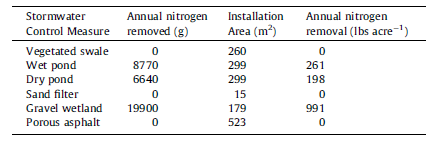 Stormwater Annual nitrogen Installation Annual nitrogen
Control Measure removed (g) Area (m²) removal (lbs acre⁻¹)
Vegetated swale 0 260 0
Wet pond 8770 299 261
Dry pond 6640 299 198
Sand filter 0 15 0
Gravel wetland 19900 179 991
Porous asphalt 0 523 0